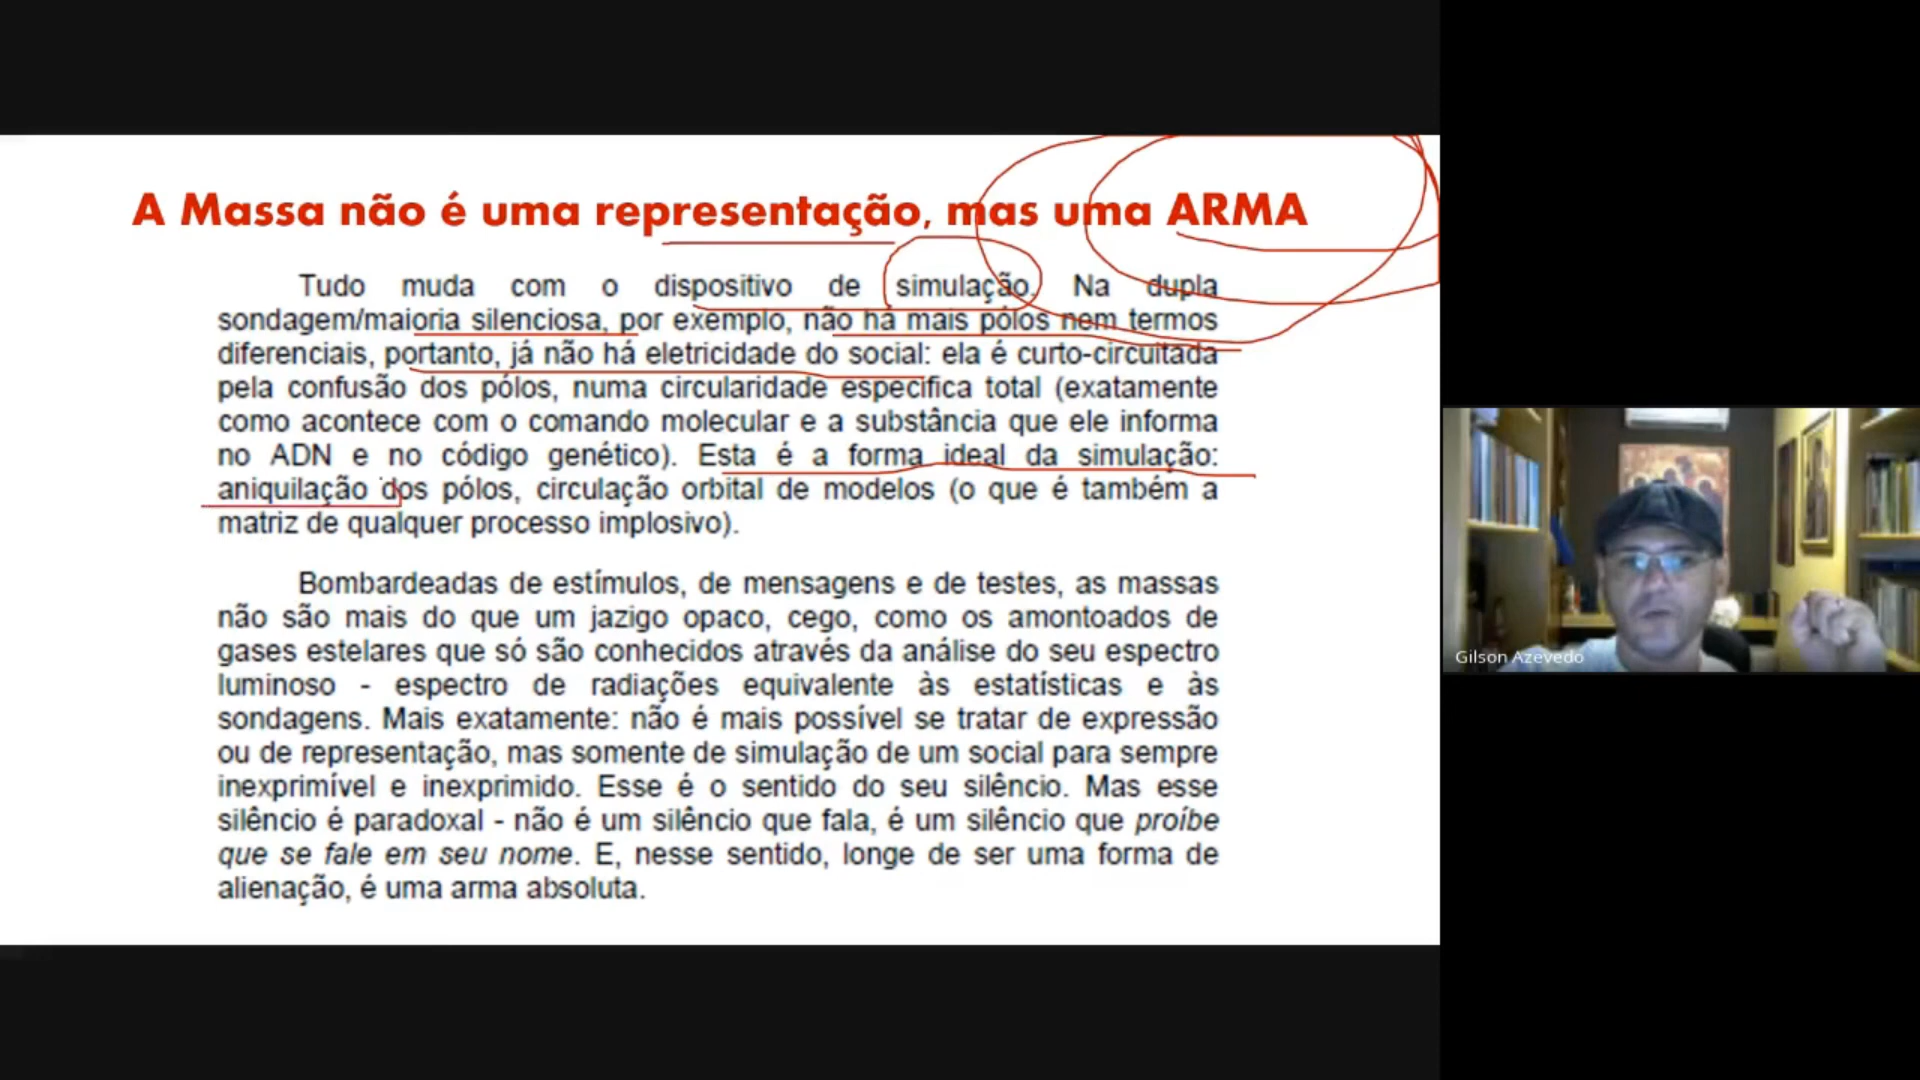 A Massa não é uma representação, mas uma ARMA
Tudo muda com o dispositivo de simulação. Na dupla
sondagem/maioria silenciosa, por exemplo, não há mais pólos nem termos
diferenciais, portanto, já não há eletricidade do social: ela é curto-circuitada
pela confusão dos pólos, numa circularidade especifica total (exatamente
como acontece com o comando molecular e a substância que ele informa
no ADN e no código genético). Esta é a forma ideal da simulação:
aniquilação dos pólos, circulação orbital de modelos (o que é também a
matriz de qualquer processo implosivo).
Bombardeadas de estímulos, de mensagens e de testes, as massas
não são mais do que um jazigo opaco, cego, como os amontoados de
gases estelares que só são conhecidos através da análise do seu espectro
luminoso - espectro de radiações equivalente às estatísticas e às
sondagens. Mais exatamente: não é mais possível se tratar de expressão
ou de representação, mas somente de simulação de um social para sempre
inexprimível e inexprimido. Esse é o sentido do seu silêncio. Mas esse
silêncio é paradoxal - não é um silêncio que fala, é um silêncio que proíbe
que se fale em seu nome. E, nesse sentido, longe de ser uma forma de
alienação, é uma arma absoluta.
Gilson Azevedo